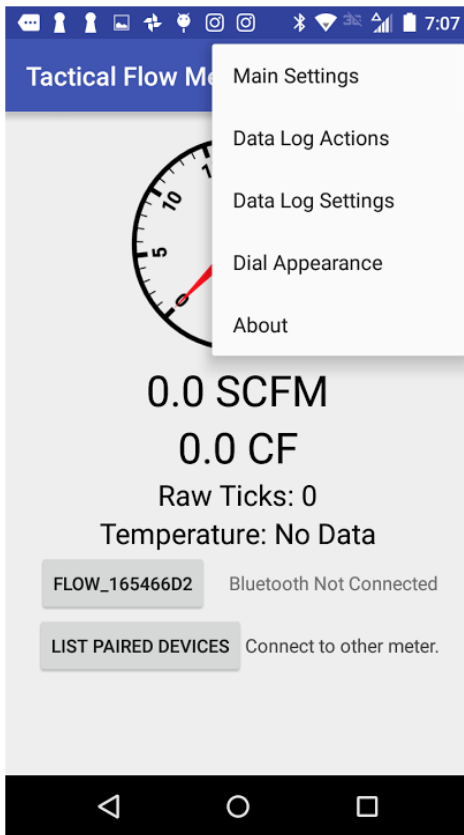 7:07
Tactical Flow Me
Main Settings
Data Log Actions
Data Log Settings
Dial Appearance
About
10
5
0
0.0 SCFM
0.0 CF
Raw Ticks: 0
Temperature: No Data
FLOW_165466D2 Bluetooth Not Connected
LIST PAIRED DEVICES Connect to other meter.